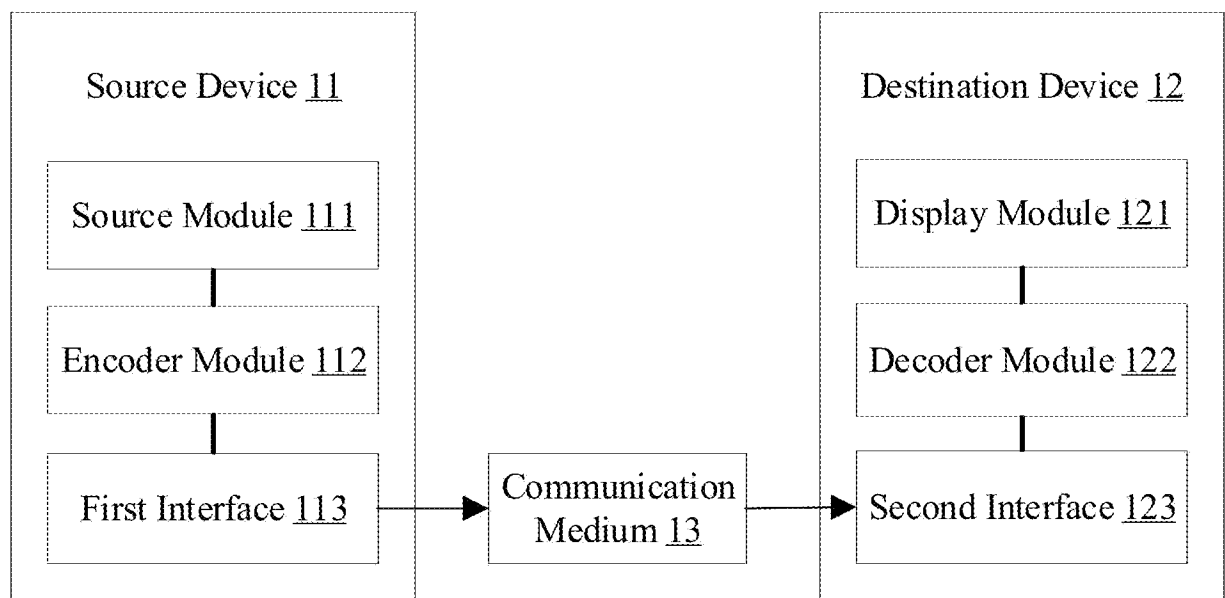 Source Device 11
Source Module 111
Encoder Module 112
First Interface 113
Communication
Medium 13
Destination Device 12
Display Module 121
Decoder Module 122
Second Interface 123